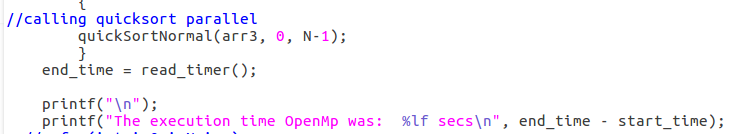 {
//calling quicksort parallel
quickSortNormal(arr3, 0, N-1);
}
end_time = read_timer();
printf("\n");
printf("The execution time OpenMp was:  %lf secs\n", end_time - start_time);